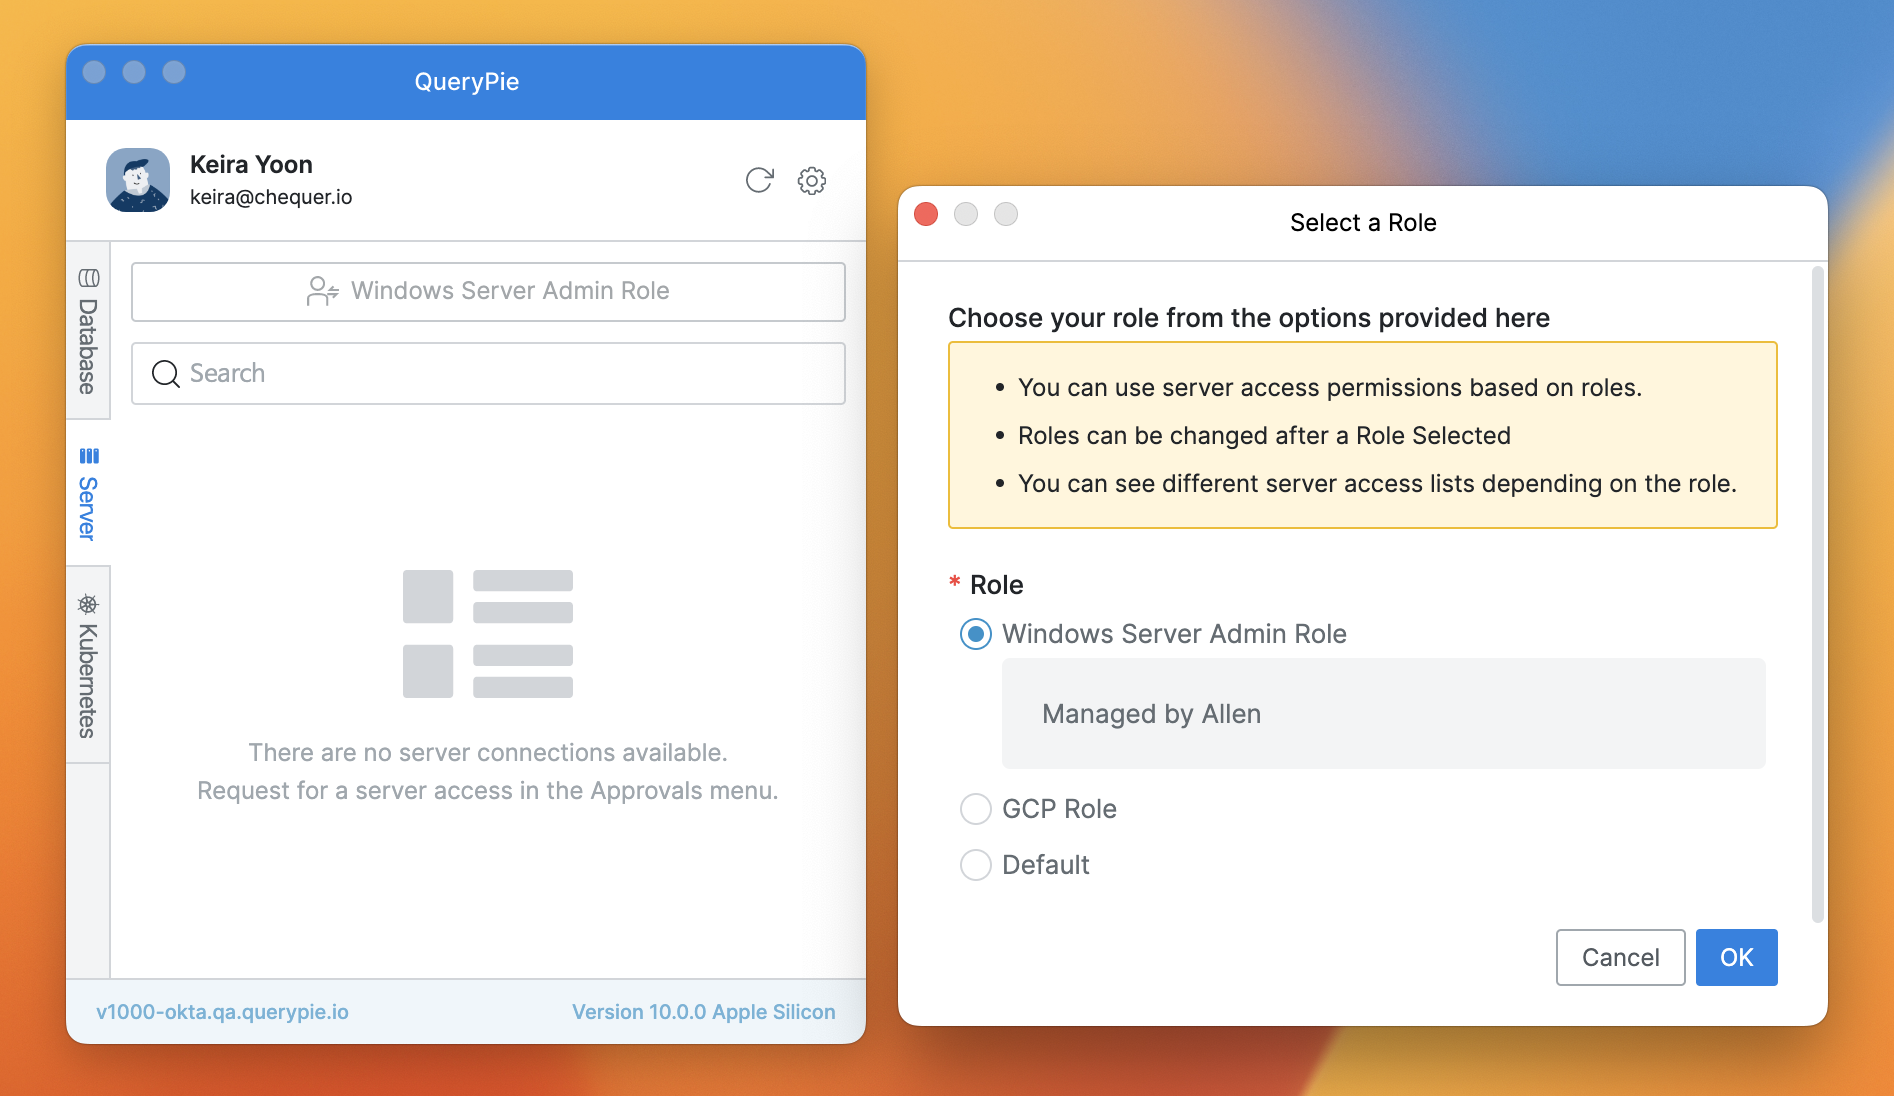 QueryPie
Keira Yoon
keira@chequer.io
Database
Server
Kubernetes
Windows Server Admin Role
Search
There are no server connections available.
Request for a server access in the Approvals menu.
v1000-okta.qa.querypie.io
Version 10.0.0 Apple Silicon
Select a Role
Choose your role from the options provided here
• You can use server access permissions based on roles.
• Roles can be changed after a Role Selected
• You can see different server access lists depending on the role.
* Role
Windows Server Admin Role
Managed by Allen
GCP Role
Default
Cancel
OK